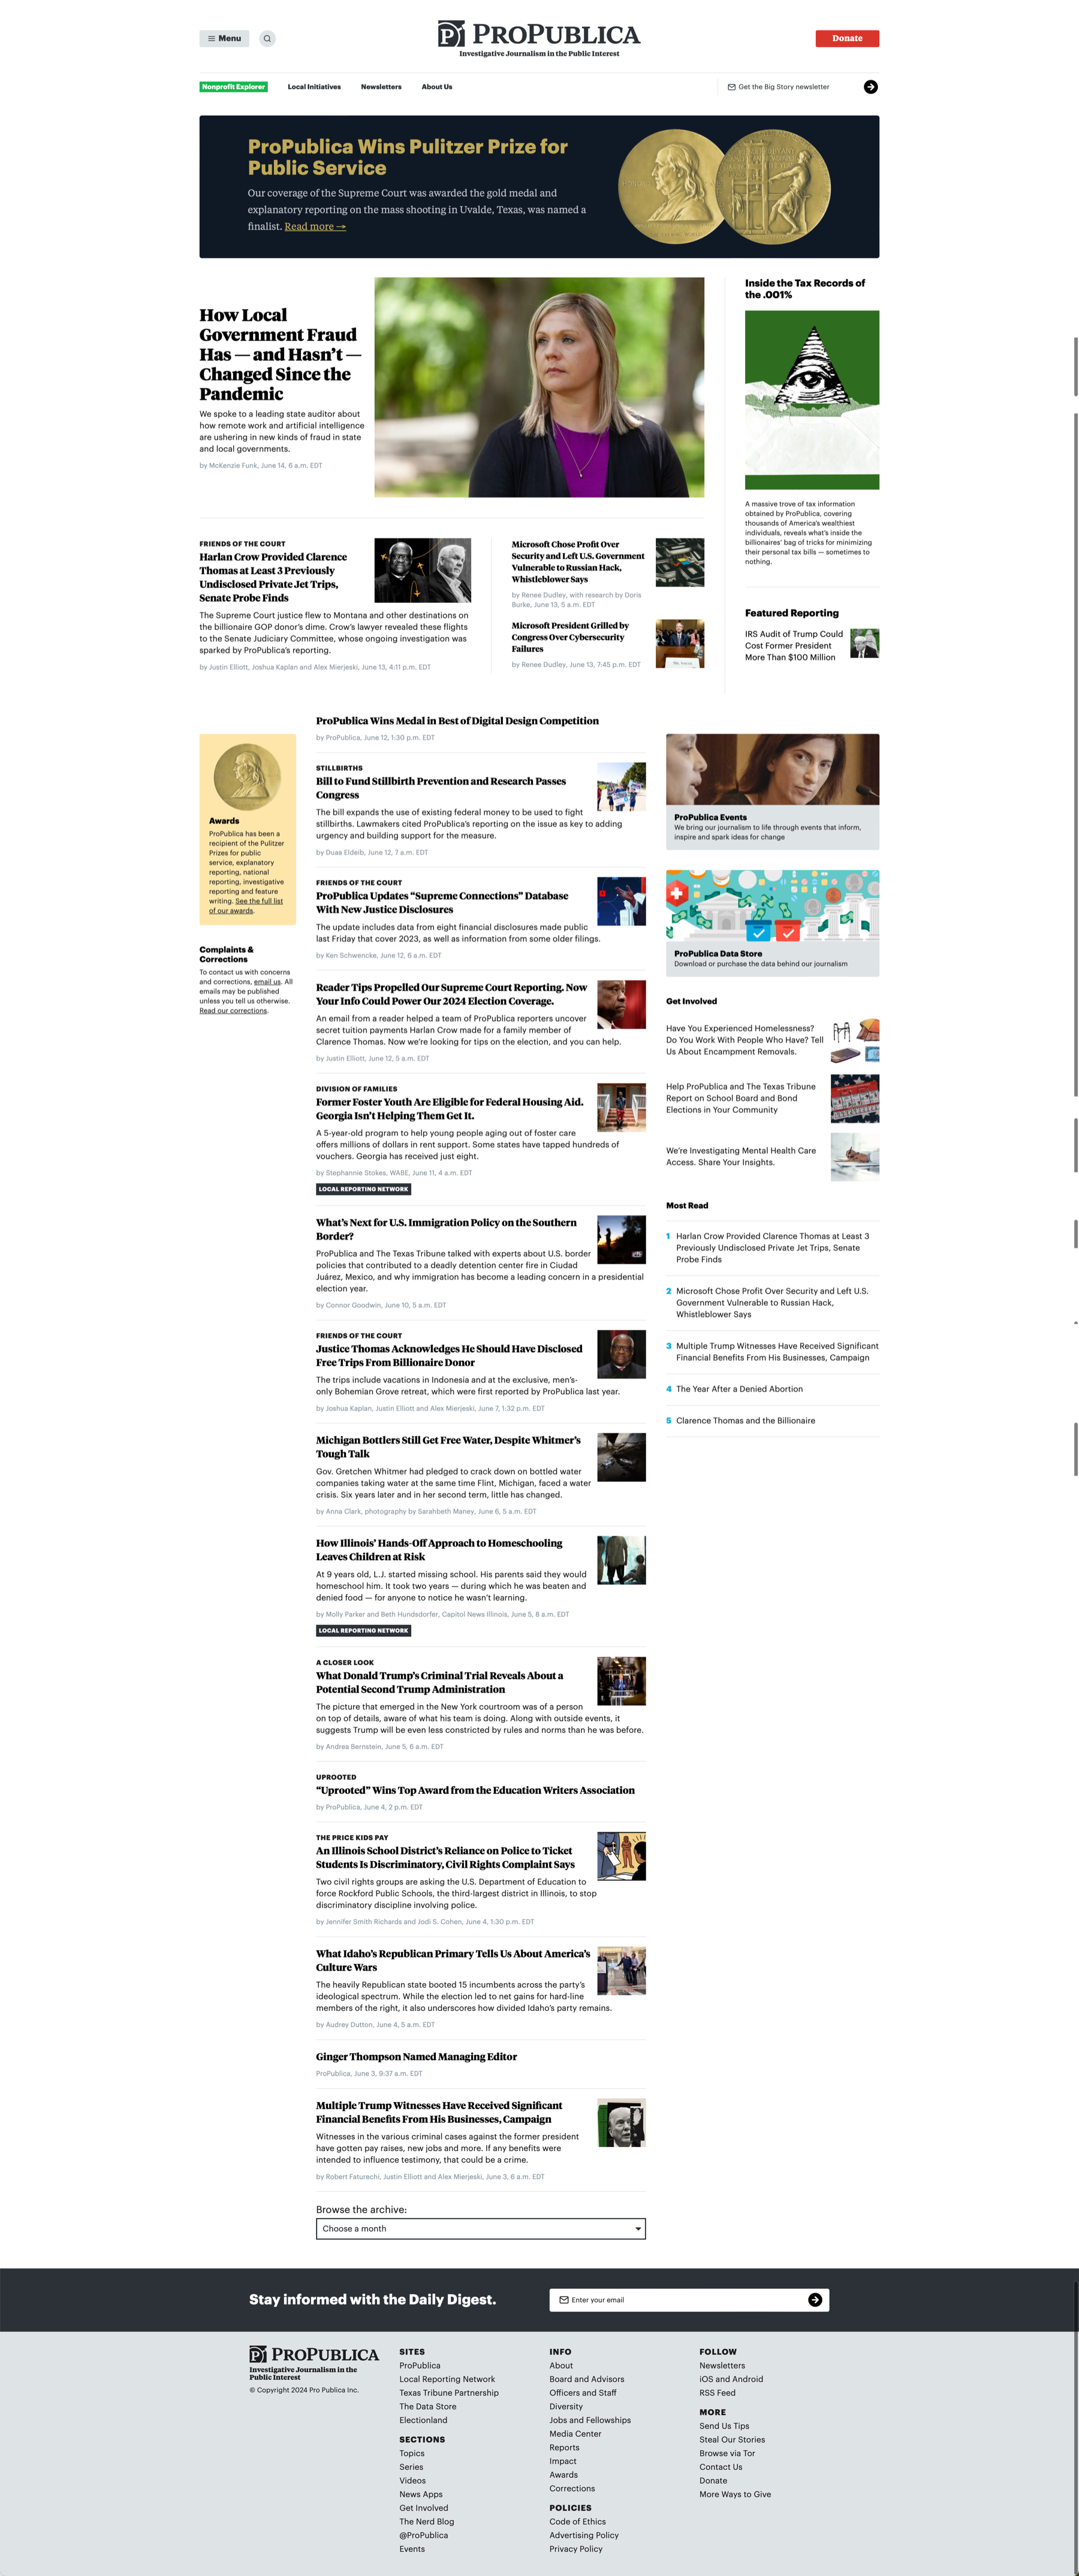 Menu
PROPUBLICA
Investigative Journalism in the Public Interest
Donate
Nonprofit Explorer
Local Initiatives
Newsletters
About Us
Get the Big Story newsletter
ProPublica Wins Pulitzer Prize for
Public Service
Our coverage of the Supreme Court was awarded the gold medal and
explanatory reporting on the mass shooting in Uvalde, Texas, was named a
finalist. Read more →
How Local
Government Fraud
Has — and Hasn’t —
Changed Since the
Pandemic
We spoke to a leading state auditor about
how remote work and artificial intelligence
are ushering in new kinds of fraud in state
and local governments.
by McKenzie Funk, June 14, 6 a.m. EDT
FRIENDS OF THE COURT
Harlan Crow Provided Clarence
Thomas at Least 3 Previously
Undisclosed Private Jet Trips,
Senate Probe Finds
The Supreme Court justice flew to Montana and other destinations on
the billionaire GOP donor’s dime. Crow’s lawyer revealed these flights
to the Senate Judiciary Committee, whose ongoing investigation was
sparked by ProPublica’s reporting.
by Justin Elliott, Joshua Kaplan and Alex Mierjeski, June 13, 4:11 p.m. EDT
Microsoft Chose Profit Over
Security and Left U.S. Government
Vulnerable to Russian Hack,
Whistleblower Says
by Renee Dudley, with research by Doris
Burke, June 13, 5 a.m. EDT
Microsoft President Grilled by
Congress Over Cybersecurity
Failures
by Renee Dudley, June 13, 7:45 p.m. EDT
Inside the Tax Records of
the .001%
A massive trove of tax information
obtained by ProPublica, covering
thousands of America’s wealthiest
individuals, reveals what’s inside the
billionaires’ bag of tricks for minimizing
their personal tax bills — sometimes to
nothing.
Featured Reporting
IRS Audit of Trump Could
Cost Former President
More Than $100 Million
Awards
ProPublica has been a
recipient of the Pulitzer
Prizes for public
service, explanatory
reporting, national
reporting, investigative
reporting and feature
writing. See the full list
of our awards.
Complaints &
Corrections
To contact us with concerns
and corrections, email us. All
emails may be published
unless you tell us otherwise.
Read our corrections.
ProPublica Wins Medal in Best of Digital Design Competition
by ProPublica, June 12, 1:30 p.m. EDT
STILLBIRTHS
Bill to Fund Stillbirth Prevention and Research Passes
Congress
The bill expands the use of existing federal money to be used to fight
stillbirths. Lawmakers cited ProPublica’s reporting on the issue as key to adding
urgency and building support for the measure.
by Duaa Eldeib, June 12, 7 a.m. EDT
FRIENDS OF THE COURT
ProPublica Updates “Supreme Connections” Database
With New Justice Disclosures
The update includes data from eight financial disclosures made public
last Friday that cover 2023, as well as information from some older filings.
by Ken Schwencke, June 12, 6 a.m. EDT
Reader Tips Propelled Our Supreme Court Reporting. Now
Your Info Could Power Our 2024 Election Coverage.
An email from a reader helped a team of ProPublica reporters uncover
secret tuition payments Harlan Crow made for a family member of
Clarence Thomas. Now we’re looking for tips on the election, and you can help.
by Justin Elliott, June 12, 5 a.m. EDT
DIVISION OF FAMILIES
Former Foster Youth Are Eligible for Federal Housing Aid.
Georgia Isn’t Helping Them Get It.
A 5-year-old program to help young people aging out of foster care
offers millions of dollars in rent support. Some states have tapped hundreds of
vouchers. Georgia has received just eight.
by Stephannie Stokes, WABE, June 11, 4 a.m. EDT
LOCAL REPORTING NETWORK
What’s Next for U.S. Immigration Policy on the Southern
Border?
ProPublica and The Texas Tribune talked with experts about U.S. border
policies that contributed to a deadly detention center fire in Ciudad
Juárez, Mexico, and why immigration has become a leading concern in a presidential
election year.
by Connor Goodwin, June 10, 5 a.m. EDT
FRIENDS OF THE COURT
Justice Thomas Acknowledges He Should Have Disclosed
Free Trips From Billionaire Donor
The trips include vacations in Indonesia and at the exclusive, men’s-
only Bohemian Grove retreat, which were first reported by ProPublica last year.
by Joshua Kaplan, Justin Elliott and Alex Mierjeski, June 7, 1:32 p.m. EDT
Michigan Bottlers Still Get Free Water, Despite Whitmer’s
Tough Talk
Gov. Gretchen Whitmer had pledged to crack down on bottled water
companies taking water at the same time Flint, Michigan, faced a water
crisis. Six years later and in her second term, little has changed.
by Anna Clark, photography by Sarahbeth Maney, June 6, 5 a.m. EDT
How Illinois’ Hands-Off Approach to Homeschooling
Leaves Children at Risk
At 9 years old, L.J. started missing school. His parents said they would
homeschool him. It took two years — during which he was beaten and
denied food — for anyone to notice he wasn’t learning.
by Molly Parker and Beth Hundsdorfer, Capitol News Illinois, June 5, 8 a.m. EDT
LOCAL REPORTING NETWORK
A CLOSER LOOK
What Donald Trump’s Criminal Trial Reveals About a
Potential Second Trump Administration
The picture that emerged in the New York courtroom was of a person
on top of details, aware of what his team is doing. Along with outside events, it
suggests Trump will be even less constricted by rules and norms than he was before.
by Andrea Bernstein, June 5, 6 a.m. EDT
UPROOTED
“Uprooted” Wins Top Award from the Education Writers Association
by ProPublica, June 4, 2 p.m. EDT
THE PRICE KIDS PAY
An Illinois School District’s Reliance on Police to Ticket
Students Is Discriminatory, Civil Rights Complaint Says
Two civil rights groups are asking the U.S. Department of Education to
force Rockford Public Schools, the third-largest district in Illinois, to stop
discriminatory discipline involving police.
by Jennifer Smith Richards and Jodi S. Cohen, June 4, 1:30 p.m. EDT
What Idaho’s Republican Primary Tells Us About America’s
Culture Wars
The heavily Republican state booted 15 incumbents across the party’s
ideological spectrum. While the election led to net gains for hard-line
members of the right, it also underscores how divided Idaho’s party remains.
by Audrey Dutton, June 4, 5 a.m. EDT
Ginger Thompson Named Managing Editor
ProPublica, June 3, 9:37 a.m. EDT
Multiple Trump Witnesses Have Received Significant
Financial Benefits From His Businesses, Campaign
Witnesses in the various criminal cases against the former president
have gotten pay raises, new jobs and more. If any benefits were
intended to influence testimony, that could be a crime.
by Robert Faturechi, Justin Elliott and Alex Mierjeski, June 3, 6 a.m. EDT
Browse the archive:
Choose a month
ProPublica Events
We bring our journalism to life through events that inform,
inspire and spark ideas for change
ProPublica Data Store
Download or purchase the data behind our journalism
Get Involved
Have You Experienced Homelessness?
Do You Work With People Who Have? Tell
Us About Encampment Removals.
Help ProPublica and The Texas Tribune
Report on School Board and Bond
Elections in Your Community
We’re Investigating Mental Health Care
Access. Share Your Insights.
Most Read
1 Harlan Crow Provided Clarence Thomas at Least 3
Previously Undisclosed Private Jet Trips, Senate
Probe Finds
2 Microsoft Chose Profit Over Security and Left U.S.
Government Vulnerable to Russian Hack,
Whistleblower Says
3 Multiple Trump Witnesses Have Received Significant
Financial Benefits From His Businesses, Campaign
4 The Year After a Denied Abortion
5 Clarence Thomas and the Billionaire
Stay informed with the Daily Digest.
Enter your email
PROPUBLICA
Investigative Journalism in the
Public Interest
© Copyright 2024 Pro Publica Inc.
SITES
ProPublica
Local Reporting Network
Texas Tribune Partnership
The Data Store
Electionland
SECTIONS
Topics
Series
Videos
News Apps
Get Involved
The Nerd Blog
@ProPublica
Events
INFO
About
Board and Advisors
Officers and Staff
Diversity
Jobs and Fellowships
Media Center
Reports
Impact
Awards
Corrections
POLICIES
Code of Ethics
Advertising Policy
Privacy Policy
FOLLOW
Newsletters
iOS and Android
RSS Feed
MORE
Send Us Tips
Steal Our Stories
Browse via Tor
Contact Us
Donate
More Ways to Give